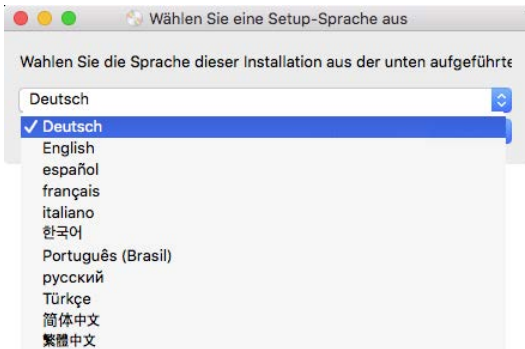 Wählen Sie eine Setup-Sprache aus
Wahlen Sie die Sprache dieser Installation aus der unten aufgeführte
Deutsch
✓ Deutsch
English
español
français
italiano
한국어
Português (Brasil)
русский
Türkçe
简体中文
繁體中文